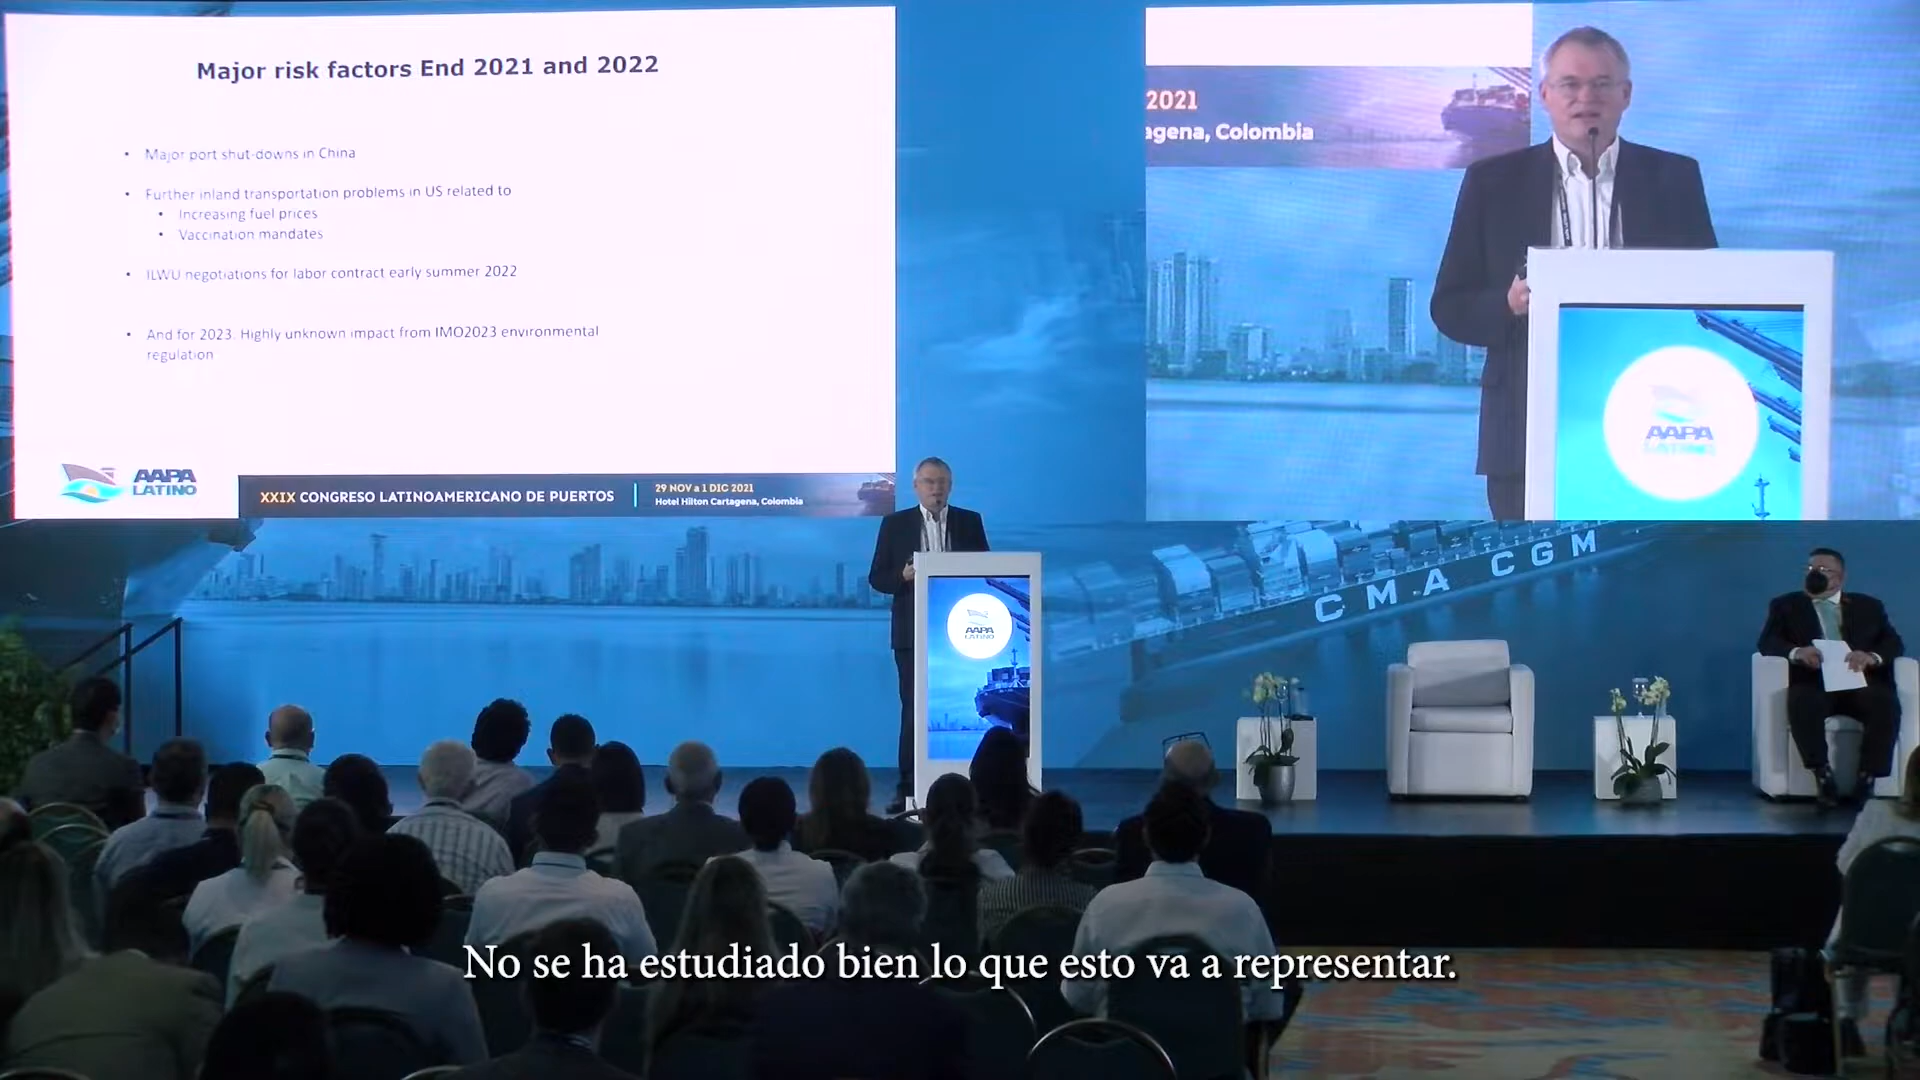 Major risk factors End 2021 and 2022
• Major port shut-downs in China
• Further inland transportation problems in US related to
• Increasing fuel prices
• Vaccination mandates
• ILWU negotiations for labor contract early summer 2022
• And for 2023. Highly unknown impact from IMO2023 environmental
regulation
AAPA
LATINO
XXIX CONGRESO LATINOAMERICANO DE PUERTOS
29 NOV a 1 DIC 2021
Hotel Hilton Cartagena, Colombia
2021
agena, Colombia
AAPA
LATINO
CMA CGM
AAPA
LATINO
No se ha estudiado bien lo que esto va a representar.